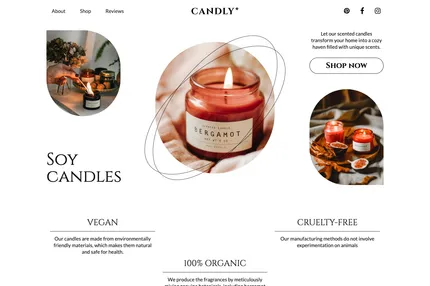 About
Shop
Reviews
CANDLY*
Let our scented candles
transform your home into a cozy
haven filled with unique scents.
SHOP NOW
BERGAMOT
SOY
CANDLES
VEGAN
Our candles are made from environmentally
friendly materials, which makes them natural
and safe for health.
CRUELTY-FREE
Our manufacturing methods do not involve
experimentation on animals
100% ORGANIC
We produce the fragrances by meticulously